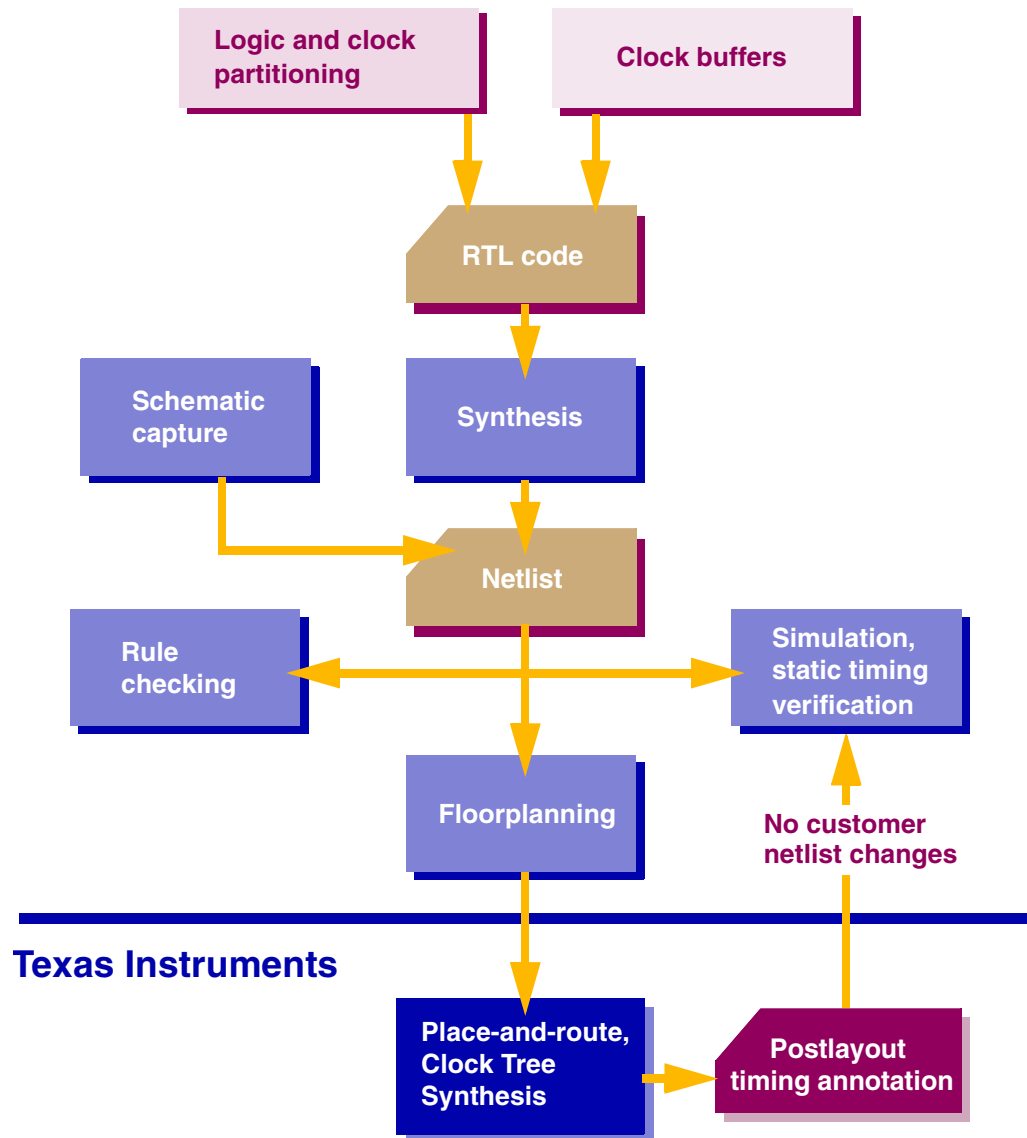 Logic and clock
partitioning
Clock buffers
RTL code
Schematic
capture
Synthesis
Netlist
Rule
checking
Simulation,
static timing
verification
Floorplanning
No customer
netlist changes
Texas Instruments
Place-and-route,
Clock Tree
Synthesis
Postlayout
timing annotation